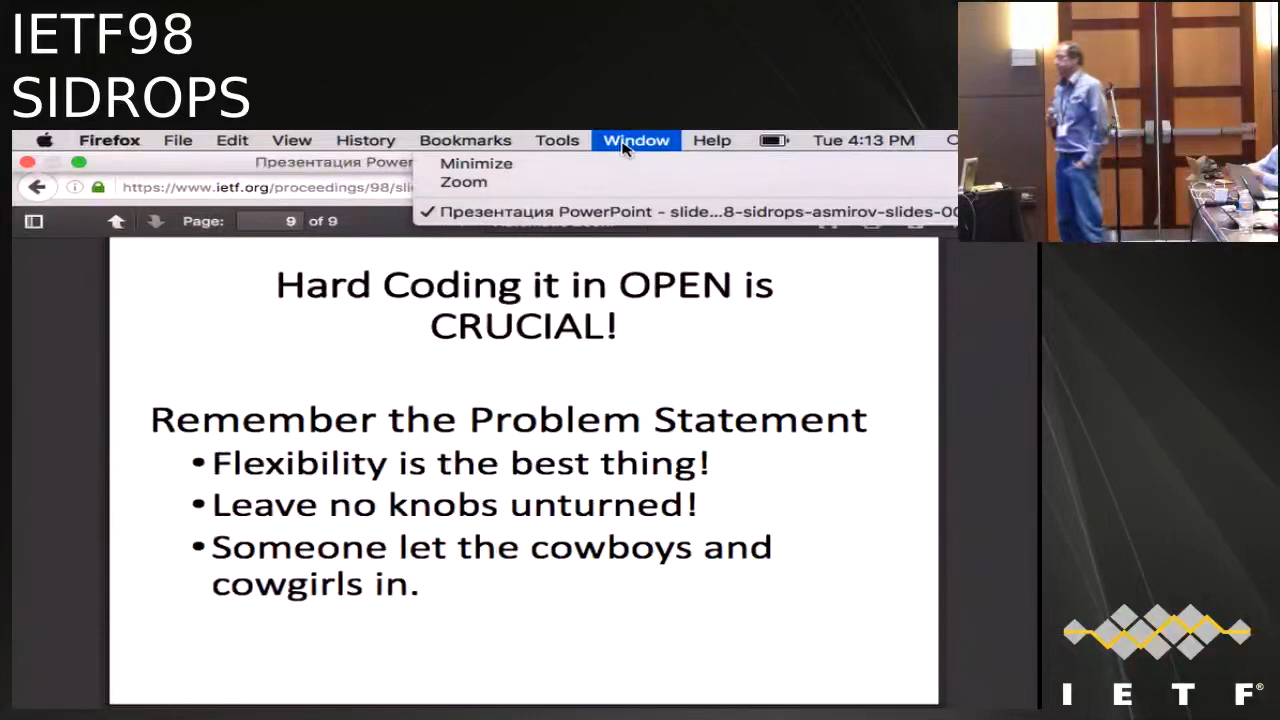 IETF98
SIDROPS
Firefox File Edit View History Bookmarks Tools Window Help Tue 4:13 PM
Презентация Power
Minimize
Zoom
https://www.ietf.org/proceedings/98/sli
✓ Презентация PowerPoint - slide...8-sidrops-asmirov-slides-00
Page: 9 of 9
Hard Coding it in OPEN is
CRUCIAL!
Remember the Problem Statement
• Flexibility is the best thing!
• Leave no knobs unturned!
• Someone let the cowboys and
cowgirls in.
I E T F®